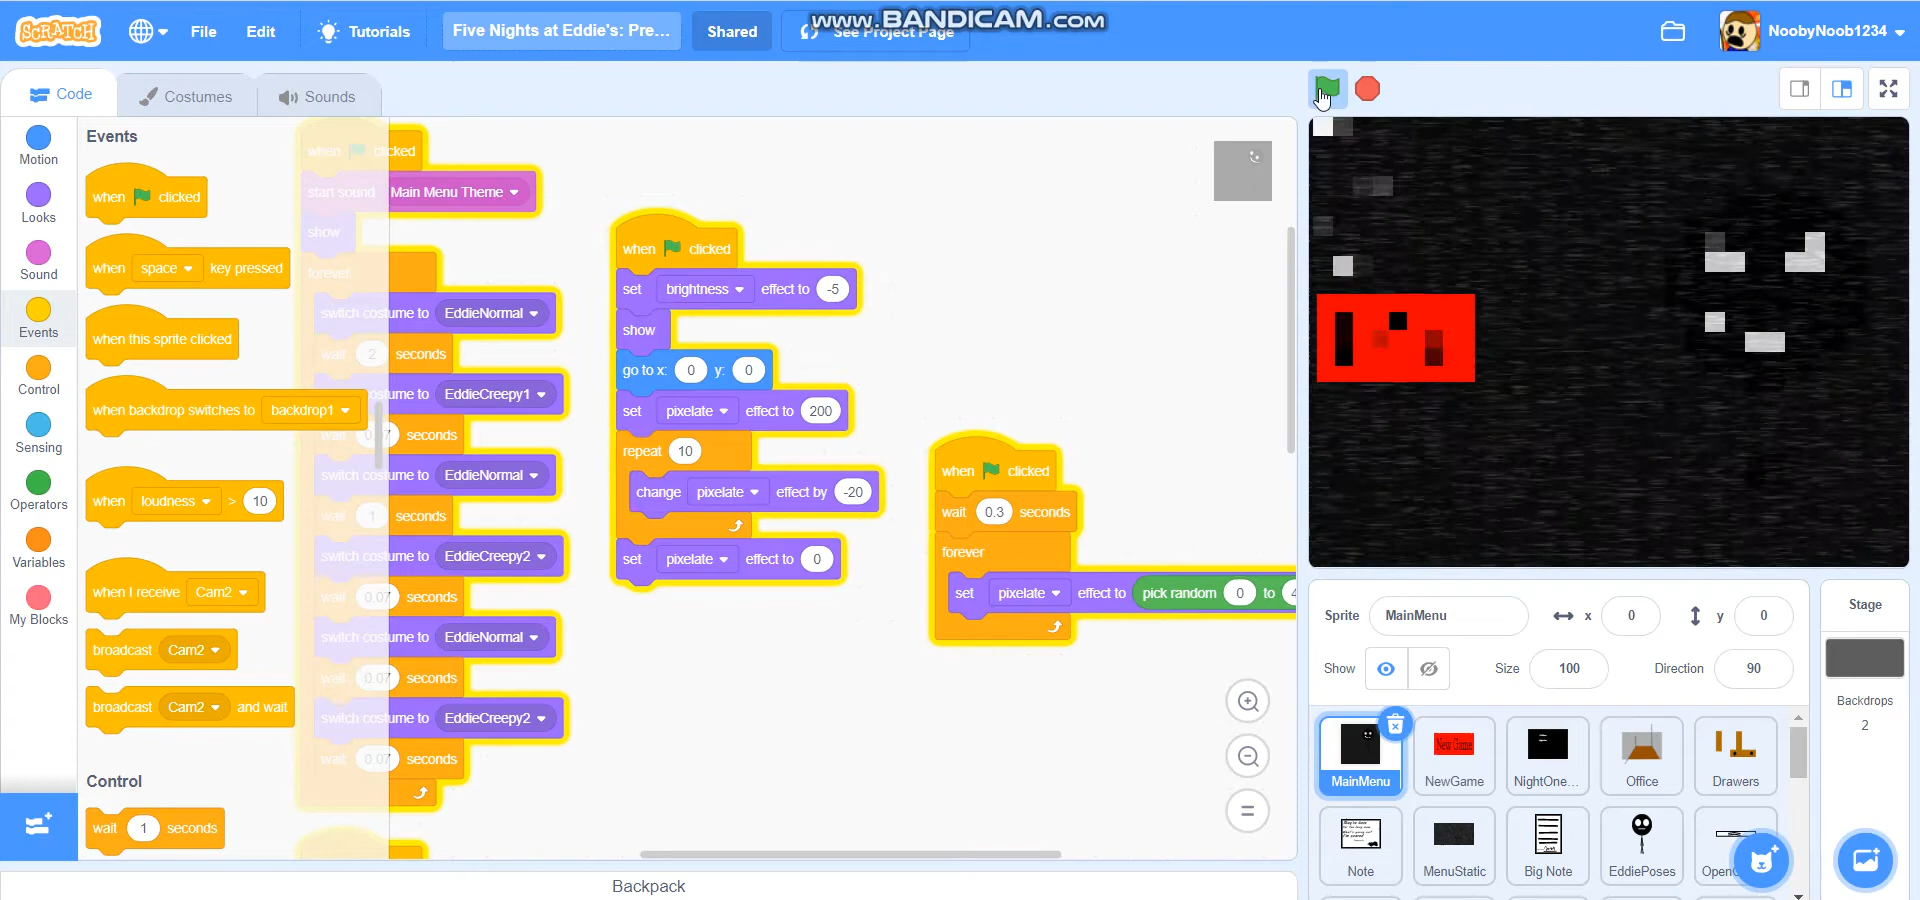 SCRATCH
File
Edit
Tutorials
Five Nights at Eddie's: Pre...
Shared
See Project Page
www.BANDICAM.com
NoobyNoob1234
Code
Costumes
Sounds
Motion
Looks
Sound
Events
Control
Sensing
Operators
Variables
My Blocks
Events
when clicked
when space key pressed
when this sprite clicked
when backdrop switches to backdrop1
when loudness > 10
when I receive Cam2
broadcast Cam2
broadcast Cam2 and wait
Control
wait 1 seconds
when clicked
start sound Main Menu Theme
show
forever
switch costume to EddieNormal
wait 2 seconds
costume to EddieCreepy1
wait 0.07 seconds
switch costume to EddieNormal
wait 1 seconds
switch costume to EddieCreepy2
wait 0.07 seconds
switch costume to EddieNormal
wait 0.07 seconds
switch costume to EddieCreepy2
wait 0.07 seconds
when clicked
set brightness effect to -5
show
go to x: 0 y: 0
set pixelate effect to 200
repeat 10
change pixelate effect by -20
set pixelate effect to 0
when clicked
wait 0.3 seconds
forever
set pixelate effect to pick random 0 to 4
Backpack
Sprite MainMenu x 0 y 0
Show Size 100 Direction 90
Stage
Backdrops
2
New Game
MainMenu
NewGame
NightOne...
Office
Drawers
Note
MenuStatic
Big Note
EddiePoses